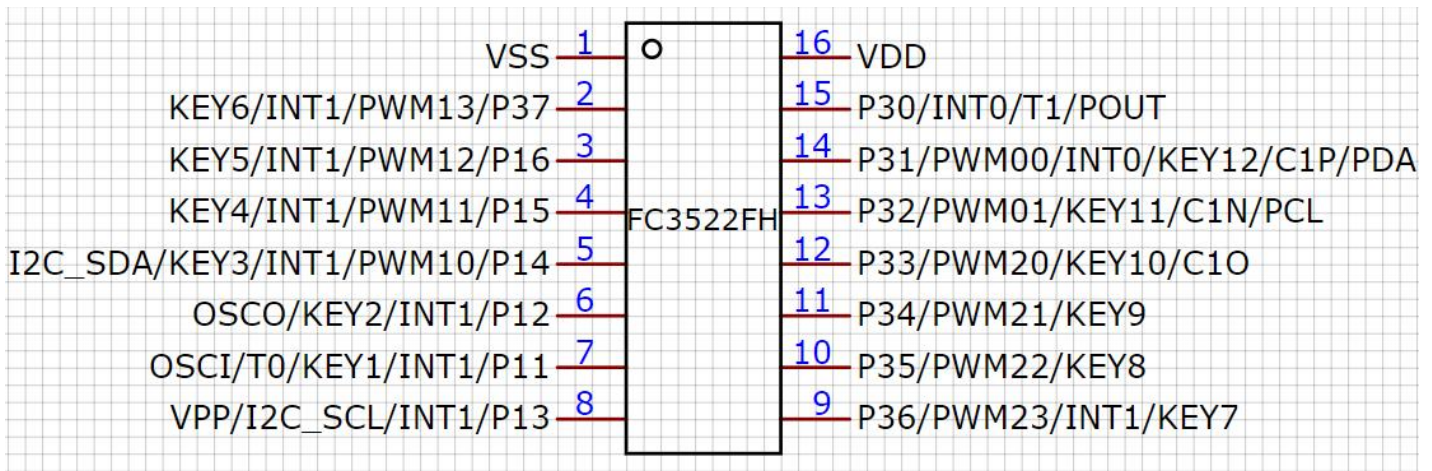 VSS 1 16 VDD
KEY6/INT1/PWM13/P37 2 15 P30/INT0/T1/POUT
KEY5/INT1/PWM12/P16 3 14 P31/PWM00/INT0/KEY12/C1P/PDA
KEY4/INT1/PWM11/P15 4 13 P32/PWM01/KEY11/C1N/PCL
FC3522FH
I2C_SDA/KEY3/INT1/PWM10/P14 5 12 P33/PWM20/KEY10/C1O
OSCO/KEY2/INT1/P12 6 11 P34/PWM21/KEY9
OSCI/T0/KEY1/INT1/P11 7 10 P35/PWM22/KEY8
VPP/I2C_SCL/INT1/P13 8 9 P36/PWM23/INT1/KEY7